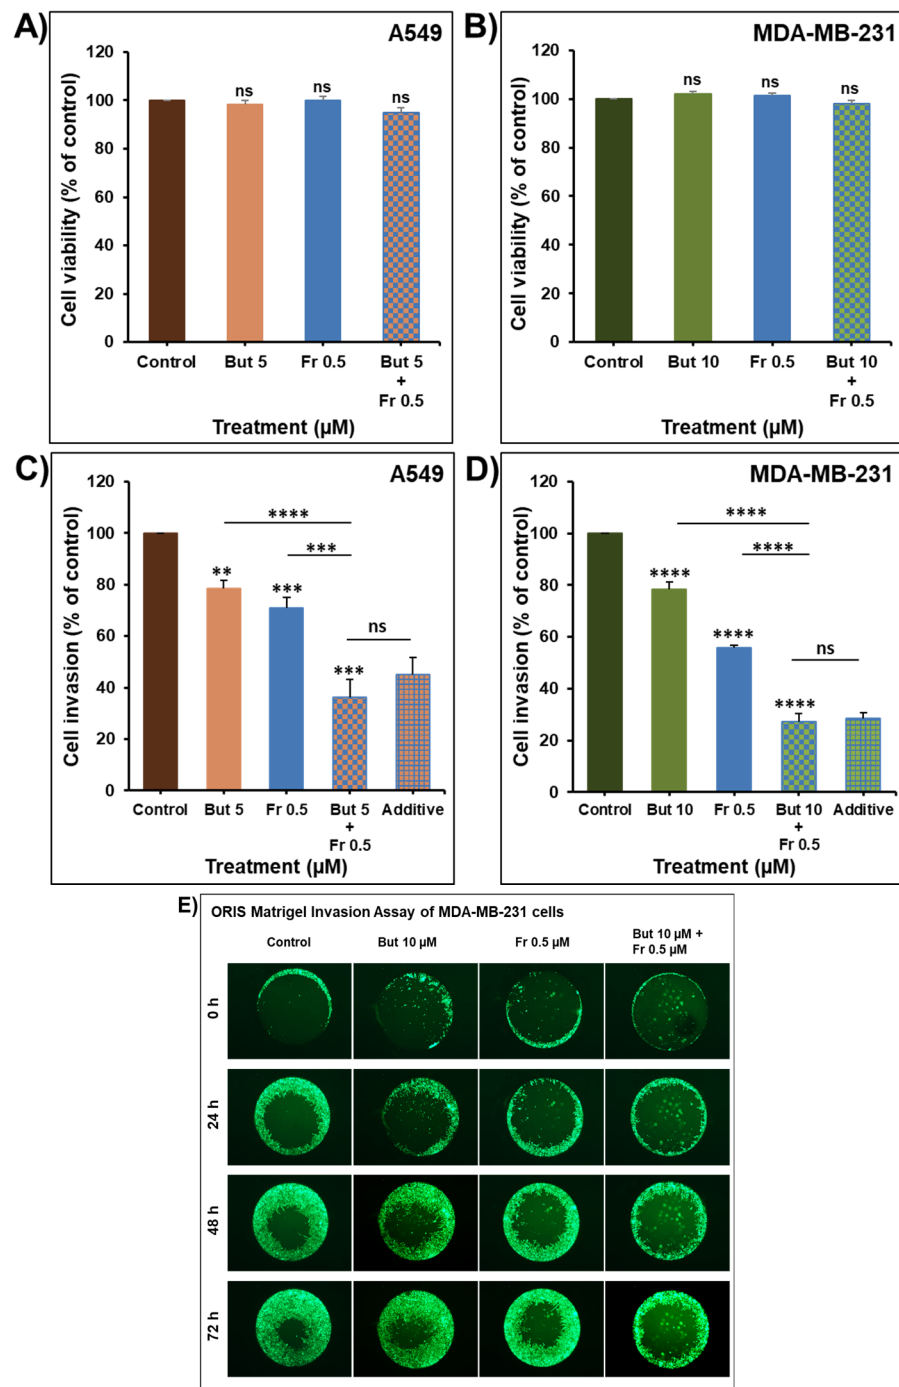 A)
A549
Cell viability (% of control)
120
100
80
60
40
20
0
ns
ns
ns
Control
But 5
Fr 0.5
But 5
+
Fr 0.5
Treatment (µM)
B)
MDA-MB-231
Cell viability (% of control)
120
100
80
60
40
20
0
ns
ns
ns
Control
But 10
Fr 0.5
But 10
+
Fr 0.5
Treatment (µM)
C)
A549
Cell invasion (% of control)
120
100
80
60
40
20
0
****
***
**
***
ns
***
Control
But 5
Fr 0.5
But 5
+
Fr 0.5
Additive
Treatment (µM)
D)
MDA-MB-231
Cell invasion (% of control)
120
100
80
60
40
20
0
****
****
****
****
ns
****
Control
But 10
Fr 0.5
But 10
+
Fr 0.5
Additive
Treatment (µM)
E)
ORIS Matrigel Invasion Assay of MDA-MB-231 cells
Control
But 10 µM
Fr 0.5 µM
But 10 µM +
Fr 0.5 µM
0 h
24 h
48 h
72 h